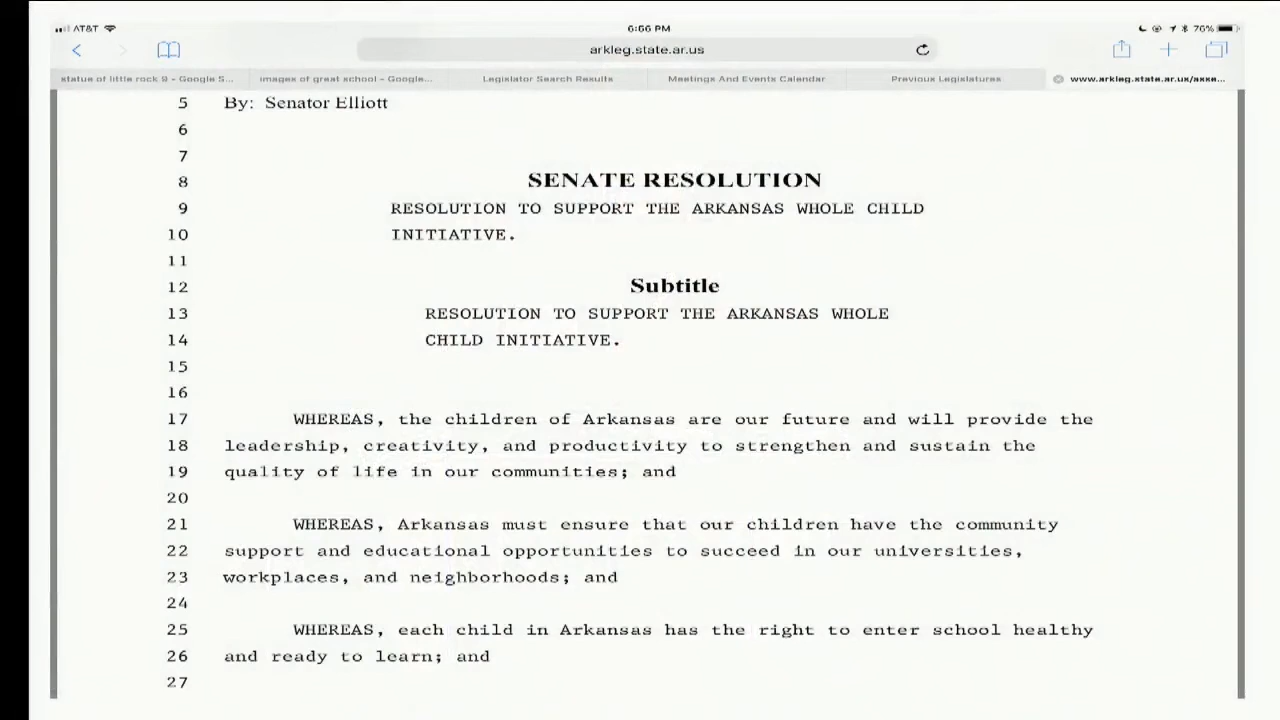 AT&T
6:56 PM
76%
arkleg.state.ar.us
statue of little rock 9 - Google S...
images of great school - Google...
Legislator Search Results
Meetings And Events Calendar
Previous Legislatures
www.arkleg.state.ar.us/asse...
5 By: Senator Elliott
6
7
8 SENATE RESOLUTION
9 RESOLUTION TO SUPPORT THE ARKANSAS WHOLE CHILD
10 INITIATIVE.
11
12 Subtitle
13 RESOLUTION TO SUPPORT THE ARKANSAS WHOLE
14 CHILD INITIATIVE.
15
16
17 WHEREAS, the children of Arkansas are our future and will provide the
18 leadership, creativity, and productivity to strengthen and sustain the
19 quality of life in our communities; and
20
21 WHEREAS, Arkansas must ensure that our children have the community
22 support and educational opportunities to succeed in our universities,
23 workplaces, and neighborhoods; and
24
25 WHEREAS, each child in Arkansas has the right to enter school healthy
26 and ready to learn; and
27